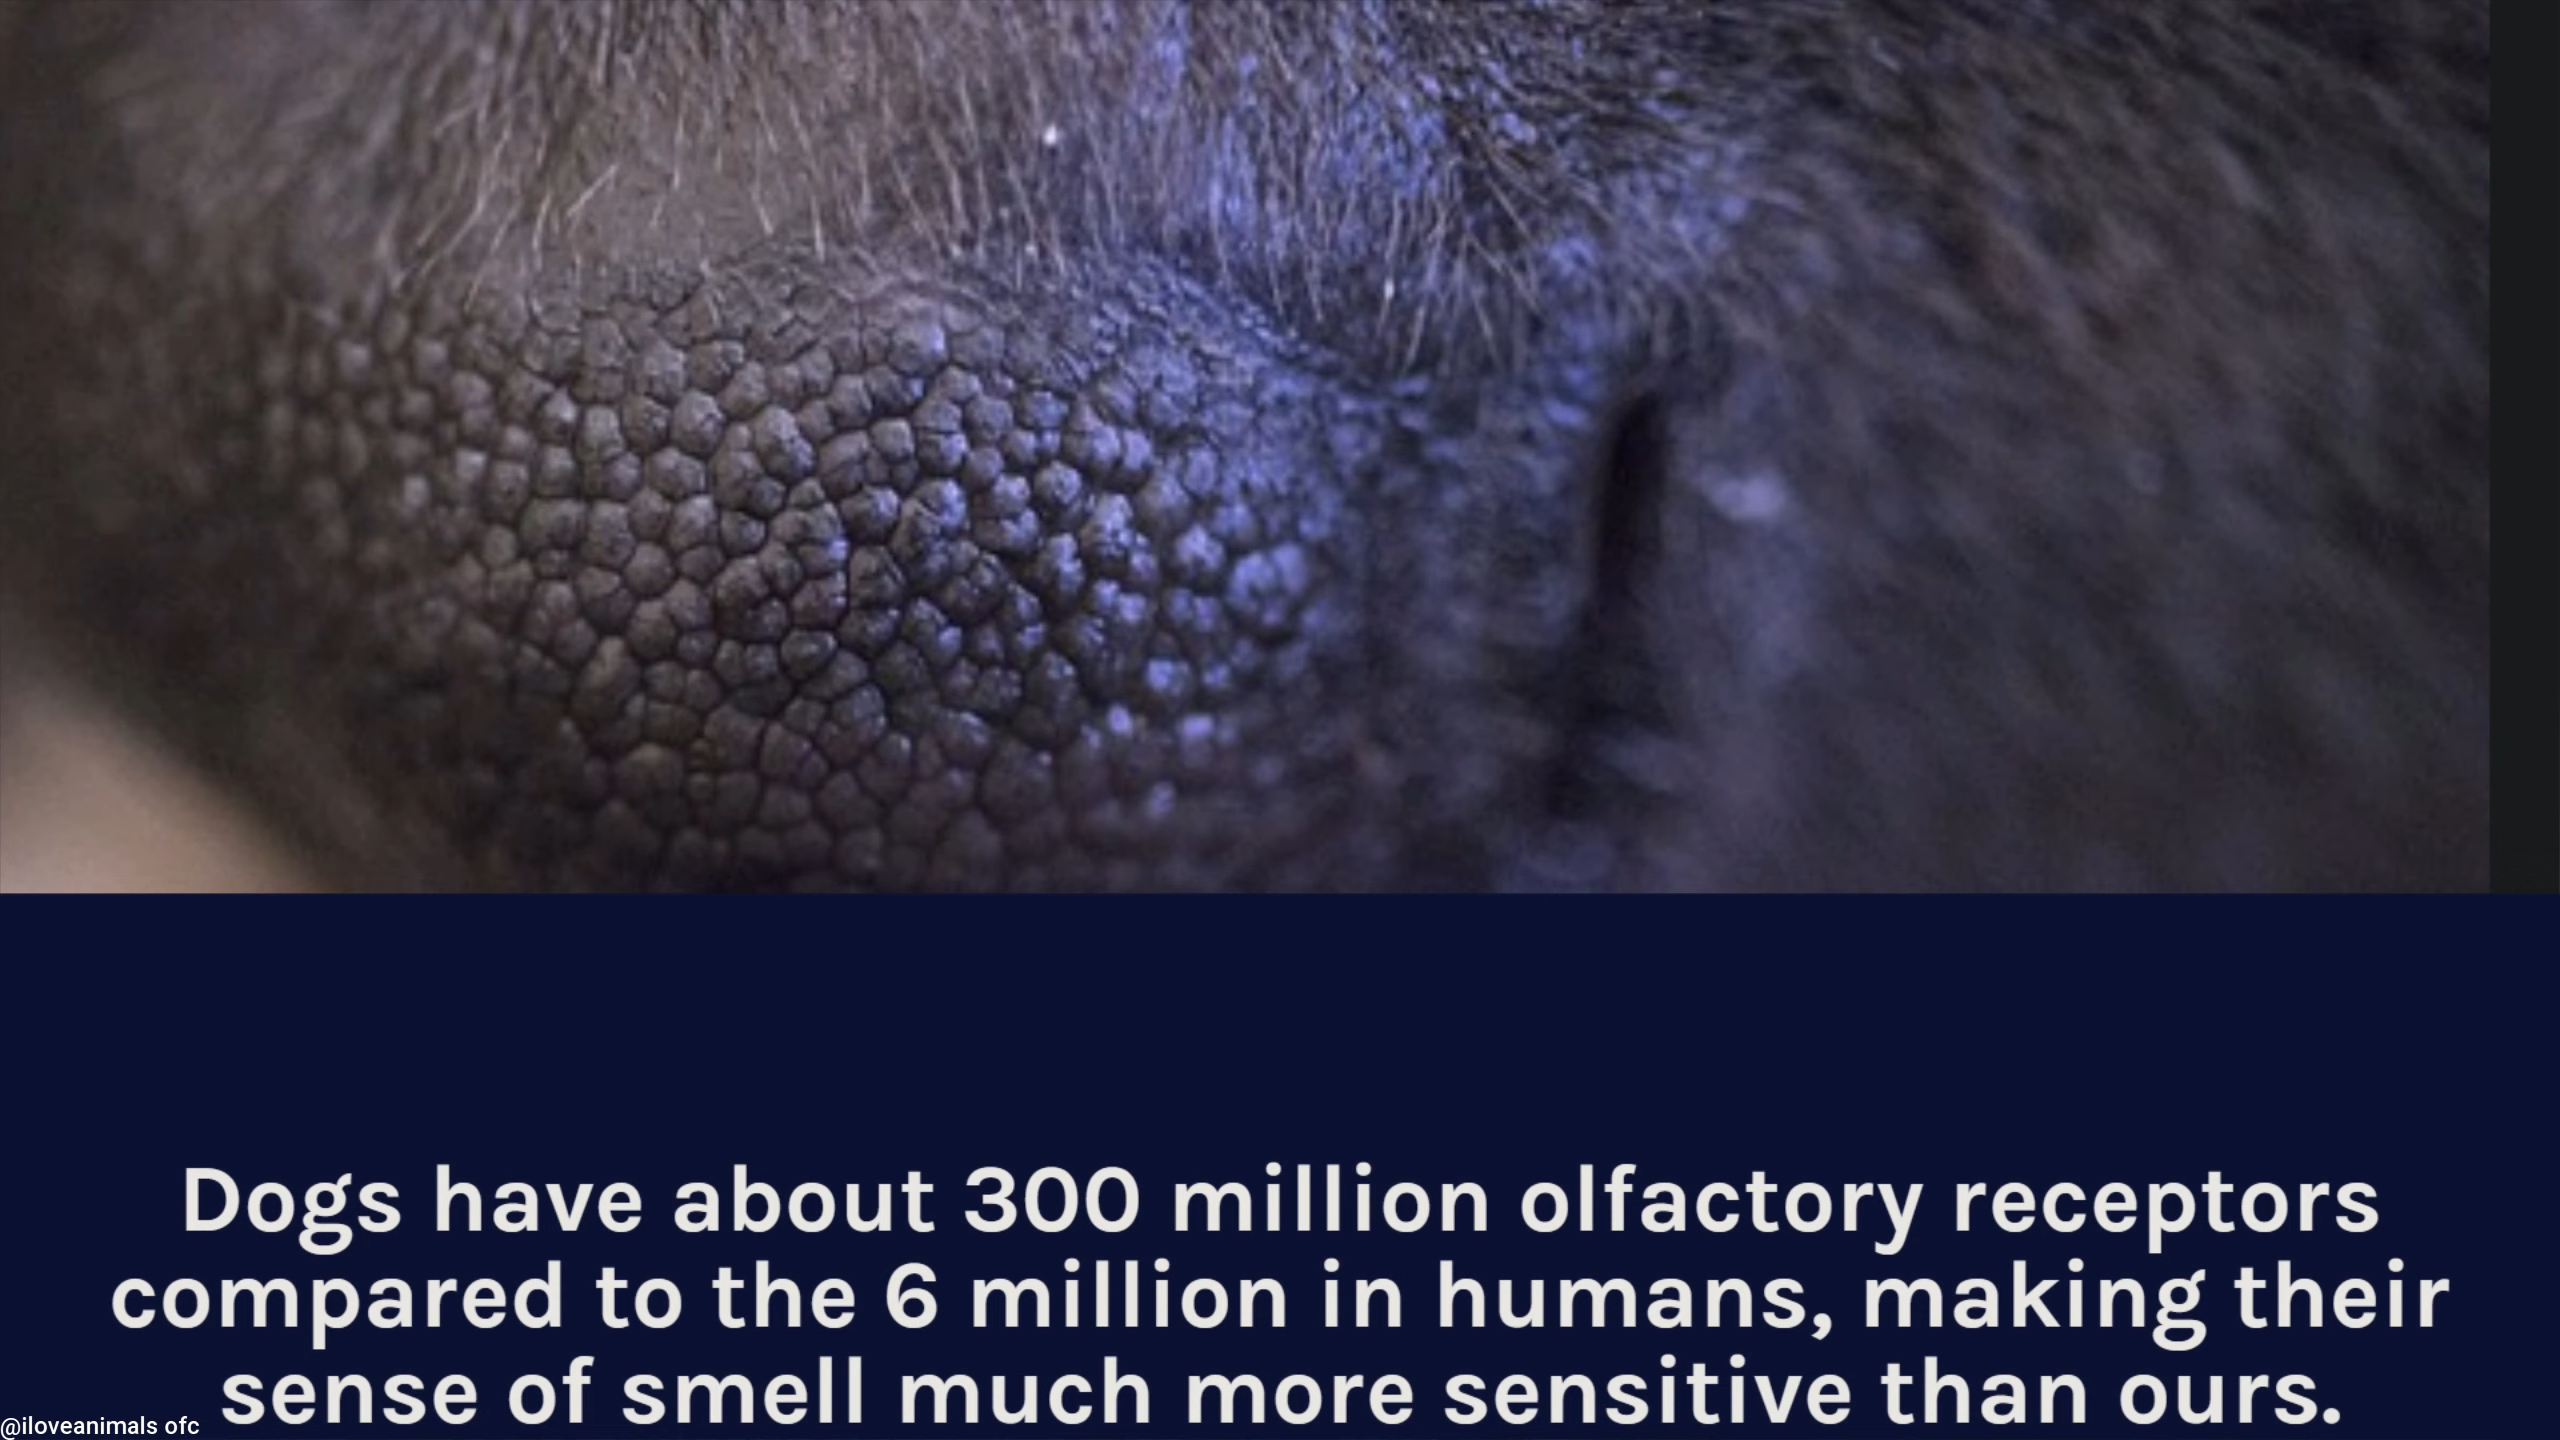 Dogs have about 300 million olfactory receptors
compared to the 6 million in humans, making their
sense of smell much more sensitive than ours.
@iloveanimals ofc